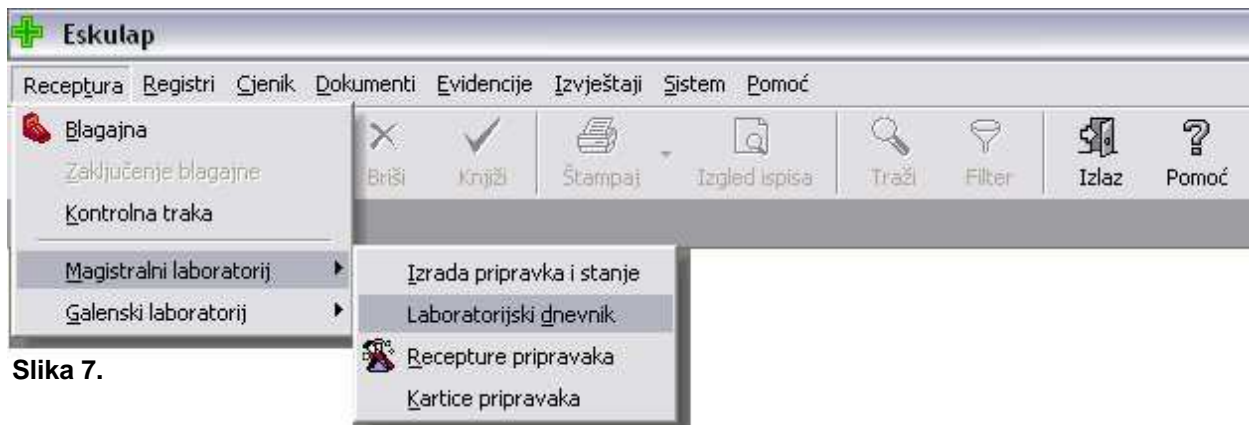 Eskulap
Receptura Registri Cjenik Dokumenti Evidencije Izvještaji Sistem Pomoć
Blagajna
Zaključenje blagajne
Kontrolna traka
Magistralni laboratorij
Galenski laboratorij
Briši Knjiži Štampaj Izgled ispisa Traži Filter Izlaz Pomoć
Izrada pripravka i stanje
Laboratorijski dnevnik
Recepture pripravaka
Kartice pripravaka
Slika 7.